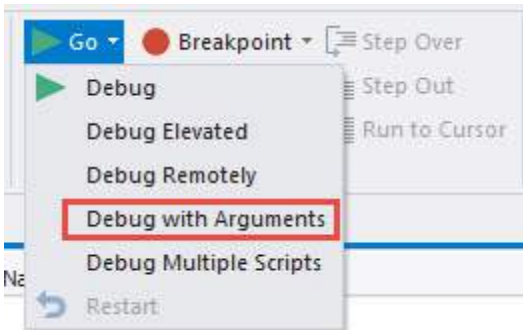 Go Breakpoint Step Over
Debug Step Out
Debug Elevated Run to Cursor
Debug Remotely
Debug with Arguments
Debug Multiple Scripts
Na
Restart